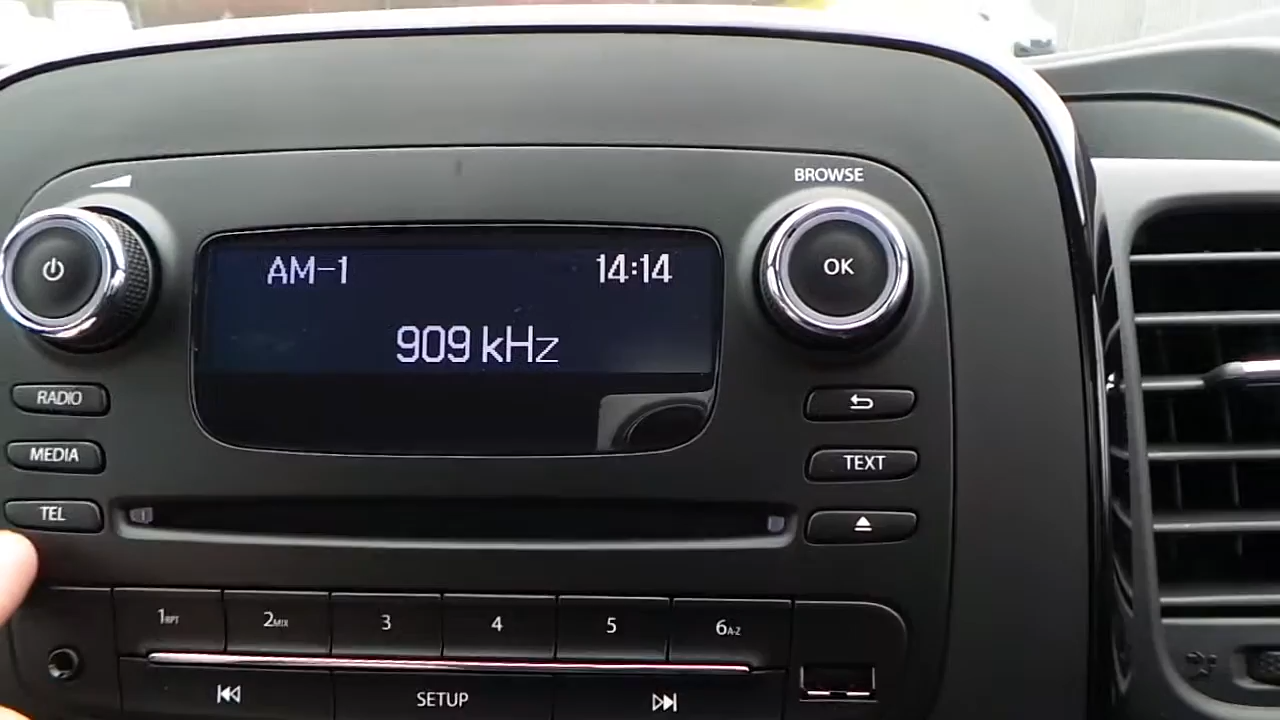 BROWSE
AM-1 14:14
OK
909 kHz
RADIO
MEDIA
TEXT
TEL
1RPT 2MIX 3 4 5 6A-Z
SETUP